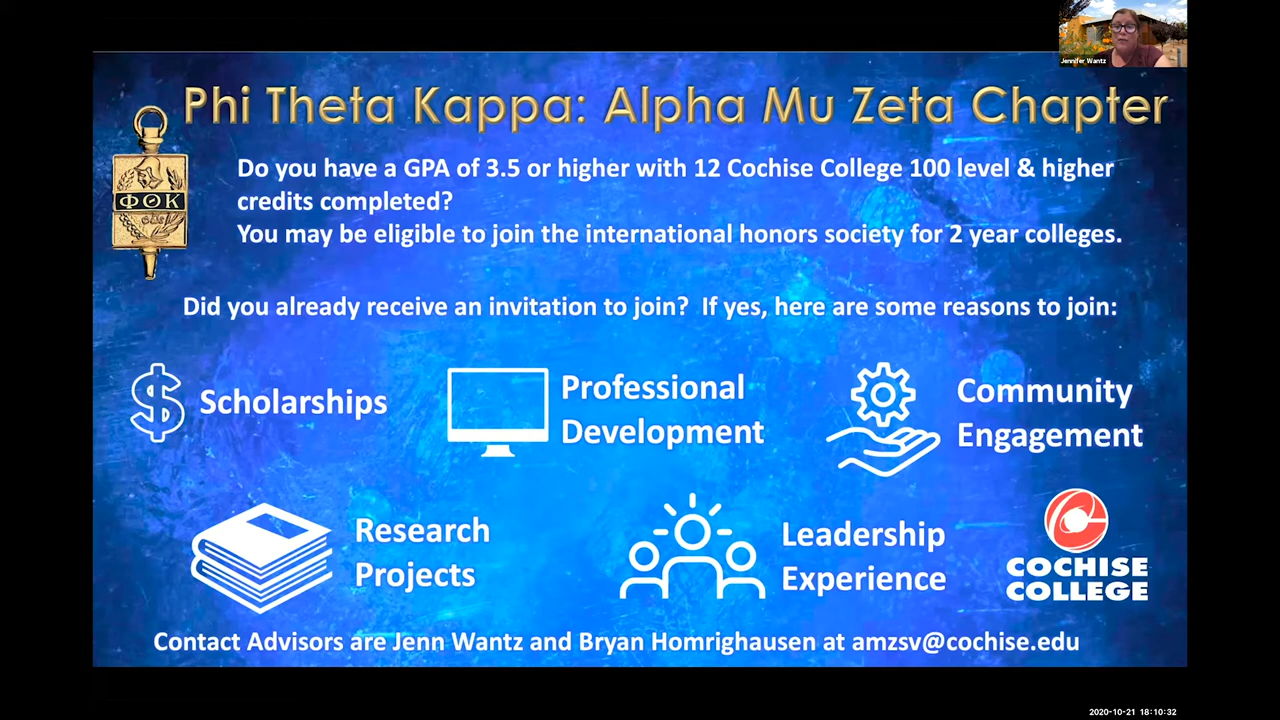 Jennifer Wantz
Phi Theta Kappa: Alpha Mu Zeta Chapter
ΦΘΚ
Do you have a GPA of 3.5 or higher with 12 Cochise College 100 level & higher
credits completed?
You may be eligible to join the international honors society for 2 year colleges.
Did you already receive an invitation to join?  If yes, here are some reasons to join:
Scholarships
Professional
Development
Community
Engagement
Research
Projects
Leadership
Experience
COCHISE
COLLEGE
Contact Advisors are Jenn Wantz and Bryan Homrighausen at amzsv@cochise.edu
2020-10-21 18:10:32